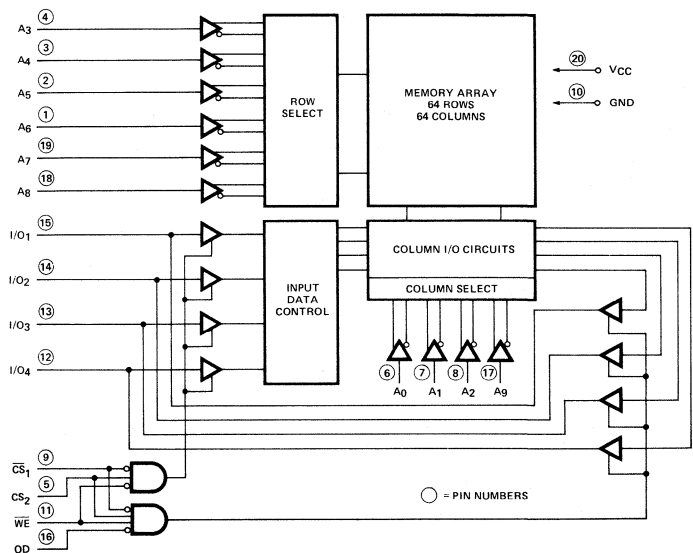 4
A3
3
A4
2
A5
1
A6
19
A7
18
A8
ROW
SELECT
MEMORY ARRAY
64 ROWS
64 COLUMNS
20
VCC
10
GND
15
I/O1
14
I/O2
13
I/O3
12
I/O4
INPUT
DATA
CONTROL
COLUMN I/O CIRCUITS
COLUMN SELECT
6
7
8
17
A0
A1
A2
A9
9
CS1
5
CS2
11
WE
16
OD
= PIN NUMBERS